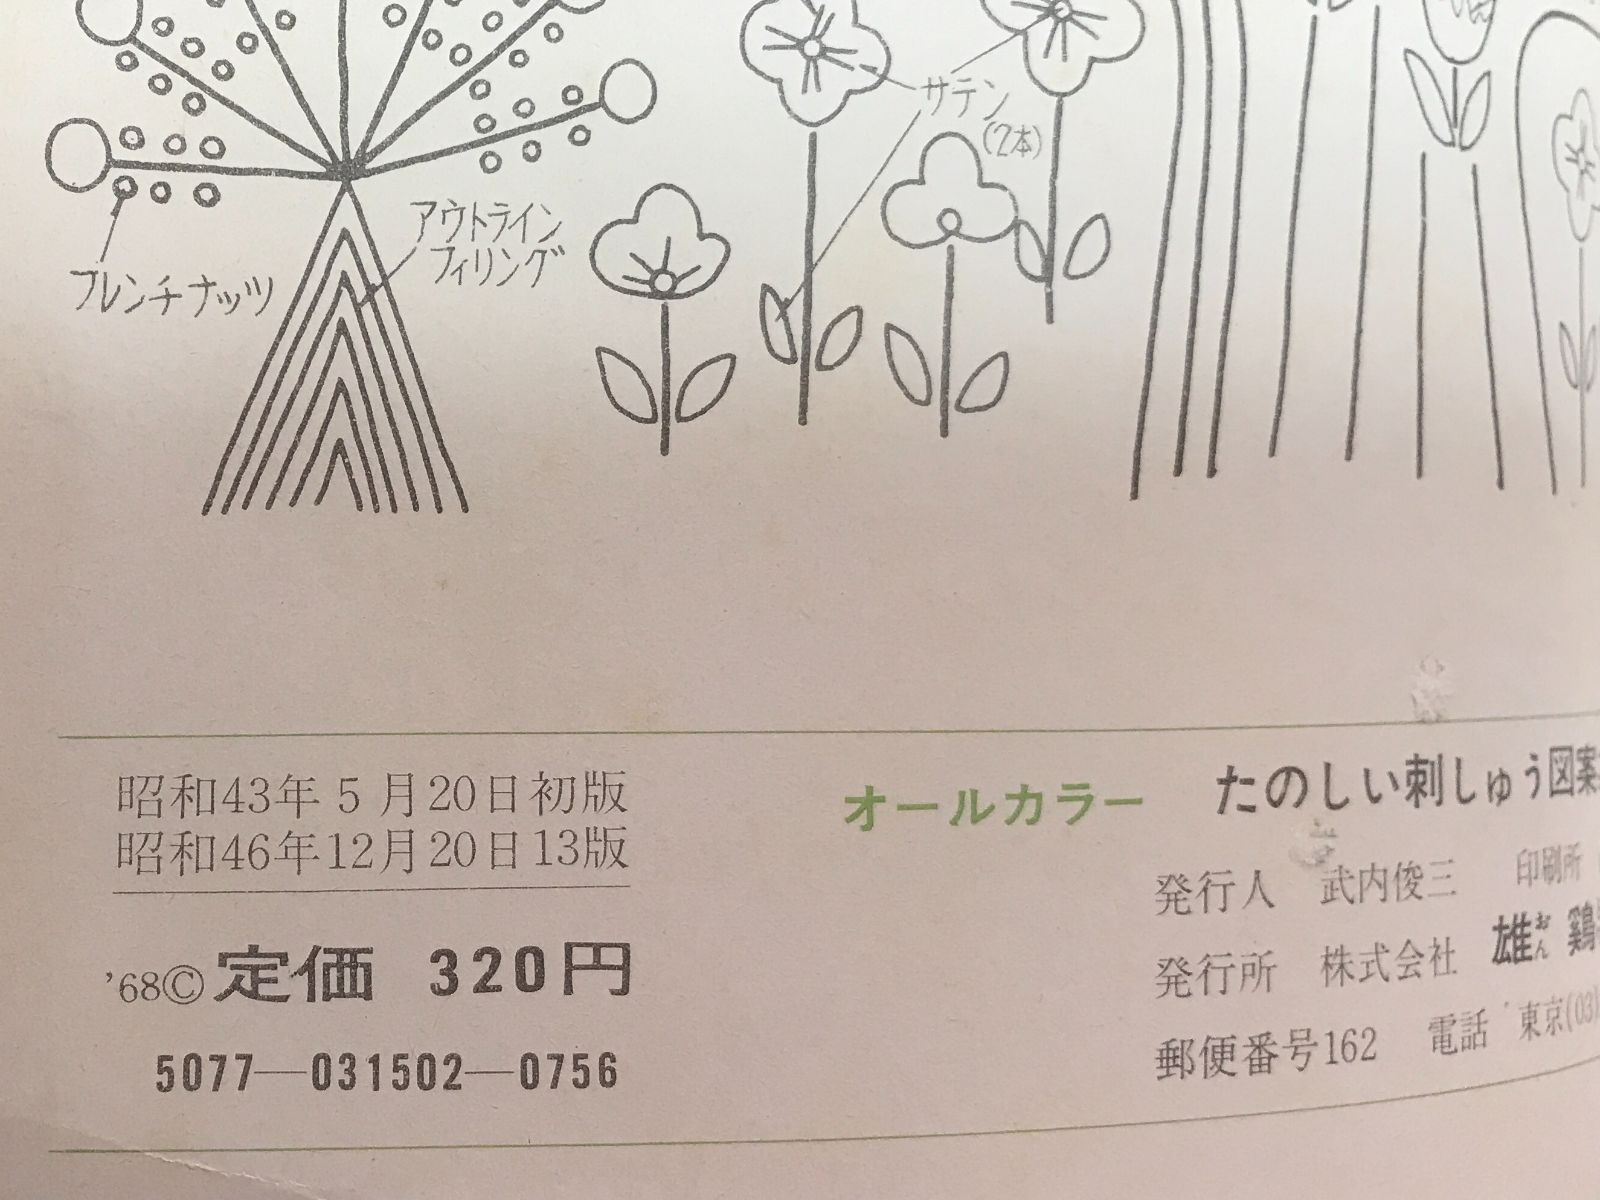 サテン
(2本)
アウトライン
フィリング
フレンチナッツ
昭和43年5月20日初版
昭和46年12月20日13版
'68©定価 320円
5077—031502—0756
オールカラー たのしい刺しゅう図案
発行人 武内俊三 印刷所
発行所 株式会社 雄鶏
おん
郵便番号162 電話 東京(03)